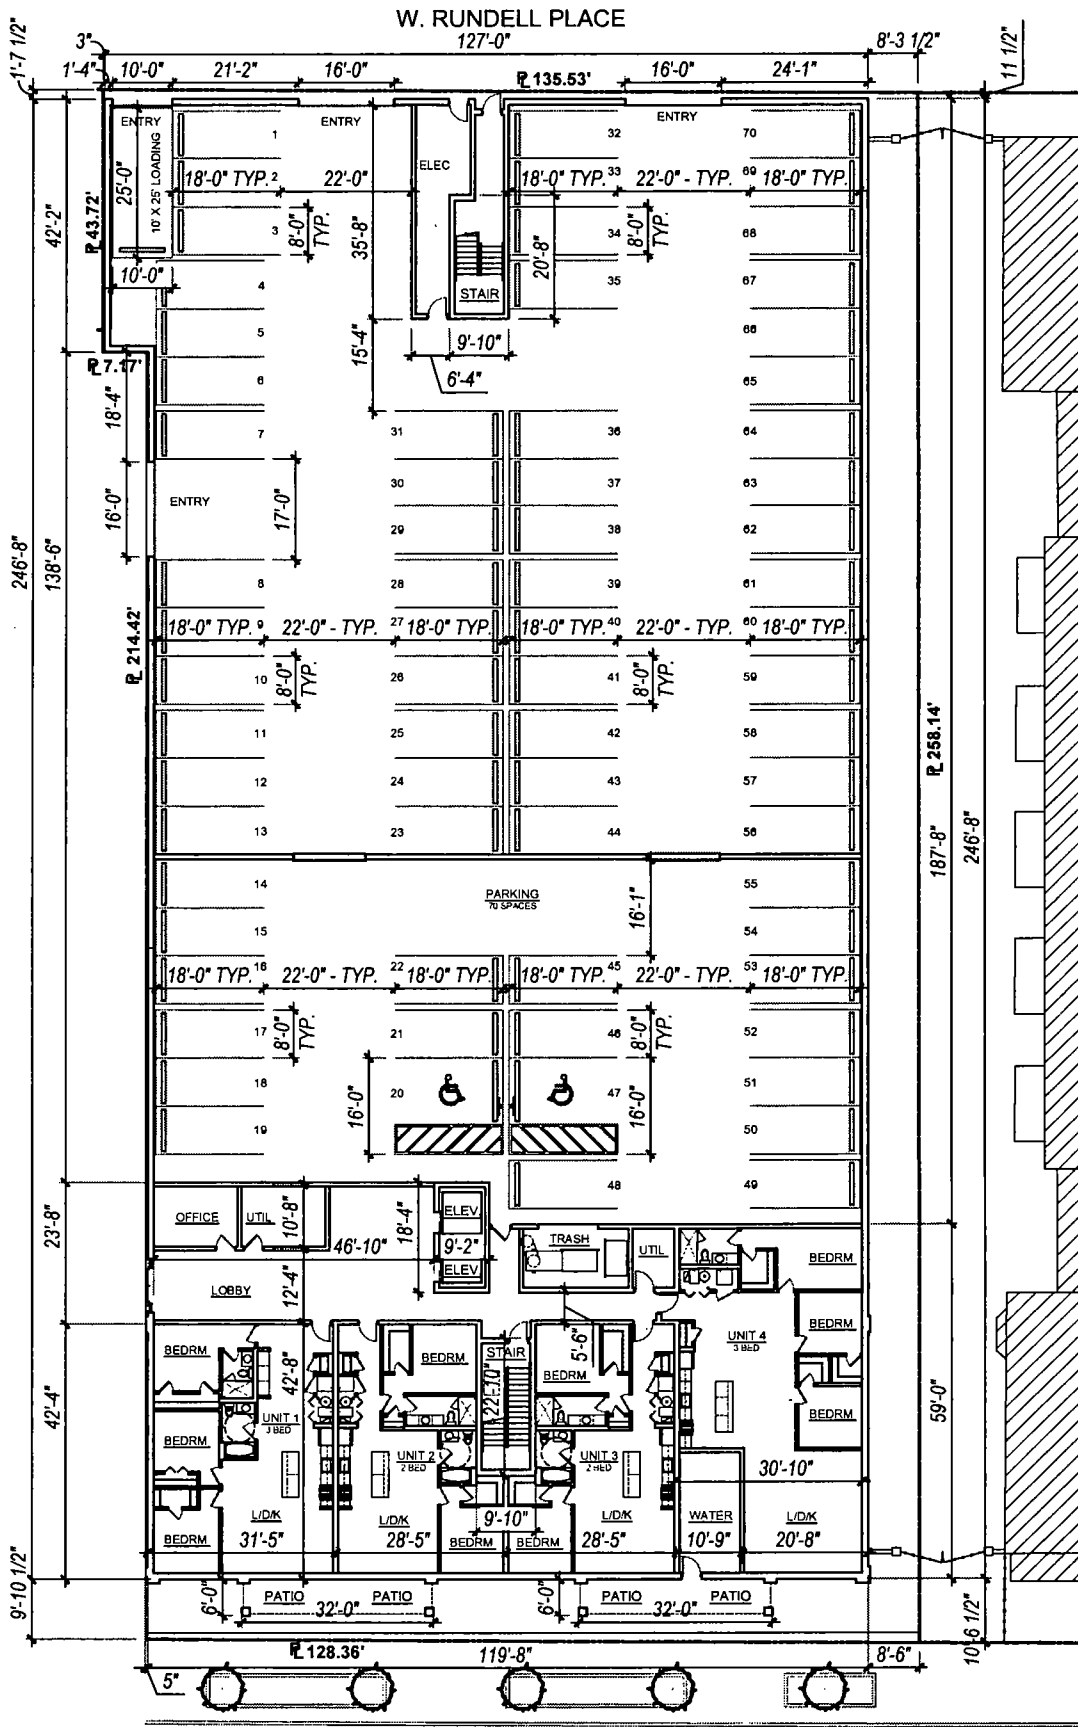 W. RUNDELL PLACE
127'-0"
8'-3 1/2"
1'-7 1/2"
3"
1'-4"
10'-0"
21'-2"
16'-0"
PL 135.53'
16'-0"
24'-1"
11 1/2"
ENTRY
1
ENTRY
32
ENTRY
70
25'-0"
10' X 25' LOADING
ELEC
18'-0" TYP.
2
22'-0"
18'-0" TYP.
33
22'-0" - TYP.
69
18'-0" TYP.
42'-2"
PL 43.72'
3
8'-0" TYP.
35'-8"
20'-8"
34
8'-0" TYP.
68
10'-0"
4
STAIR
35
67
5
15'-4"
9'-10"
66
PL 7.17'
6
6'-4"
65
18'-4"
7
31
36
64
30
37
63
16'-0"
ENTRY
17'-0"
29
38
62
246'-8"
138'-6"
8
28
39
61
18'-0" TYP.
9
22'-0" - TYP.
27
18'-0" TYP.
18'-0" TYP.
40
22'-0" - TYP.
60
18'-0" TYP.
PL 214.42'
10
8'-0" TYP.
26
41
8'-0" TYP.
59
11
25
42
58
PL 258.14'
12
24
43
57
13
23
44
56
187'-8"
246'-8"
14
PARKING
70 SPACES
16'-1"
55
15
54
18'-0" TYP.
16
22'-0" - TYP.
22
18'-0" TYP.
18'-0" TYP.
45
22'-0" - TYP.
53
18'-0" TYP.
17
8'-0" TYP.
21
46
8'-0" TYP.
52
18
16'-0"
20
47
16'-0"
51
19
50
48
49
23'-8"
OFFICE
UTIL
10'-8"
18'-4"
ELEV
46'-10"
9'-2"
TRASH
UTIL
BEDRM
ELEV
LOBBY
12'-4"
BEDRM
UNIT 4
3 BED
5'-6"
STAIR
BEDRM
BEDRM
BEDRM
42'-8"
22'-10"
BEDRM
42'-4"
59'-0"
UNIT 1
3 BED
BEDRM
UNIT 2
2 BED
UNIT 3
2 BED
30'-10"
L/D/K
L/D/K
9'-10"
L/D/K
WATER
L/D/K
BEDRM
31'-5"
28'-5"
BEDRM
BEDRM
28'-5"
10'-9"
20'-8"
9'-10 1/2"
6'-0"
PATIO
PATIO
32'-0"
6'-0"
PATIO
PATIO
32'-0"
10'-6 1/2"
PL 128.36'
119'-8"
8'-6"
5"